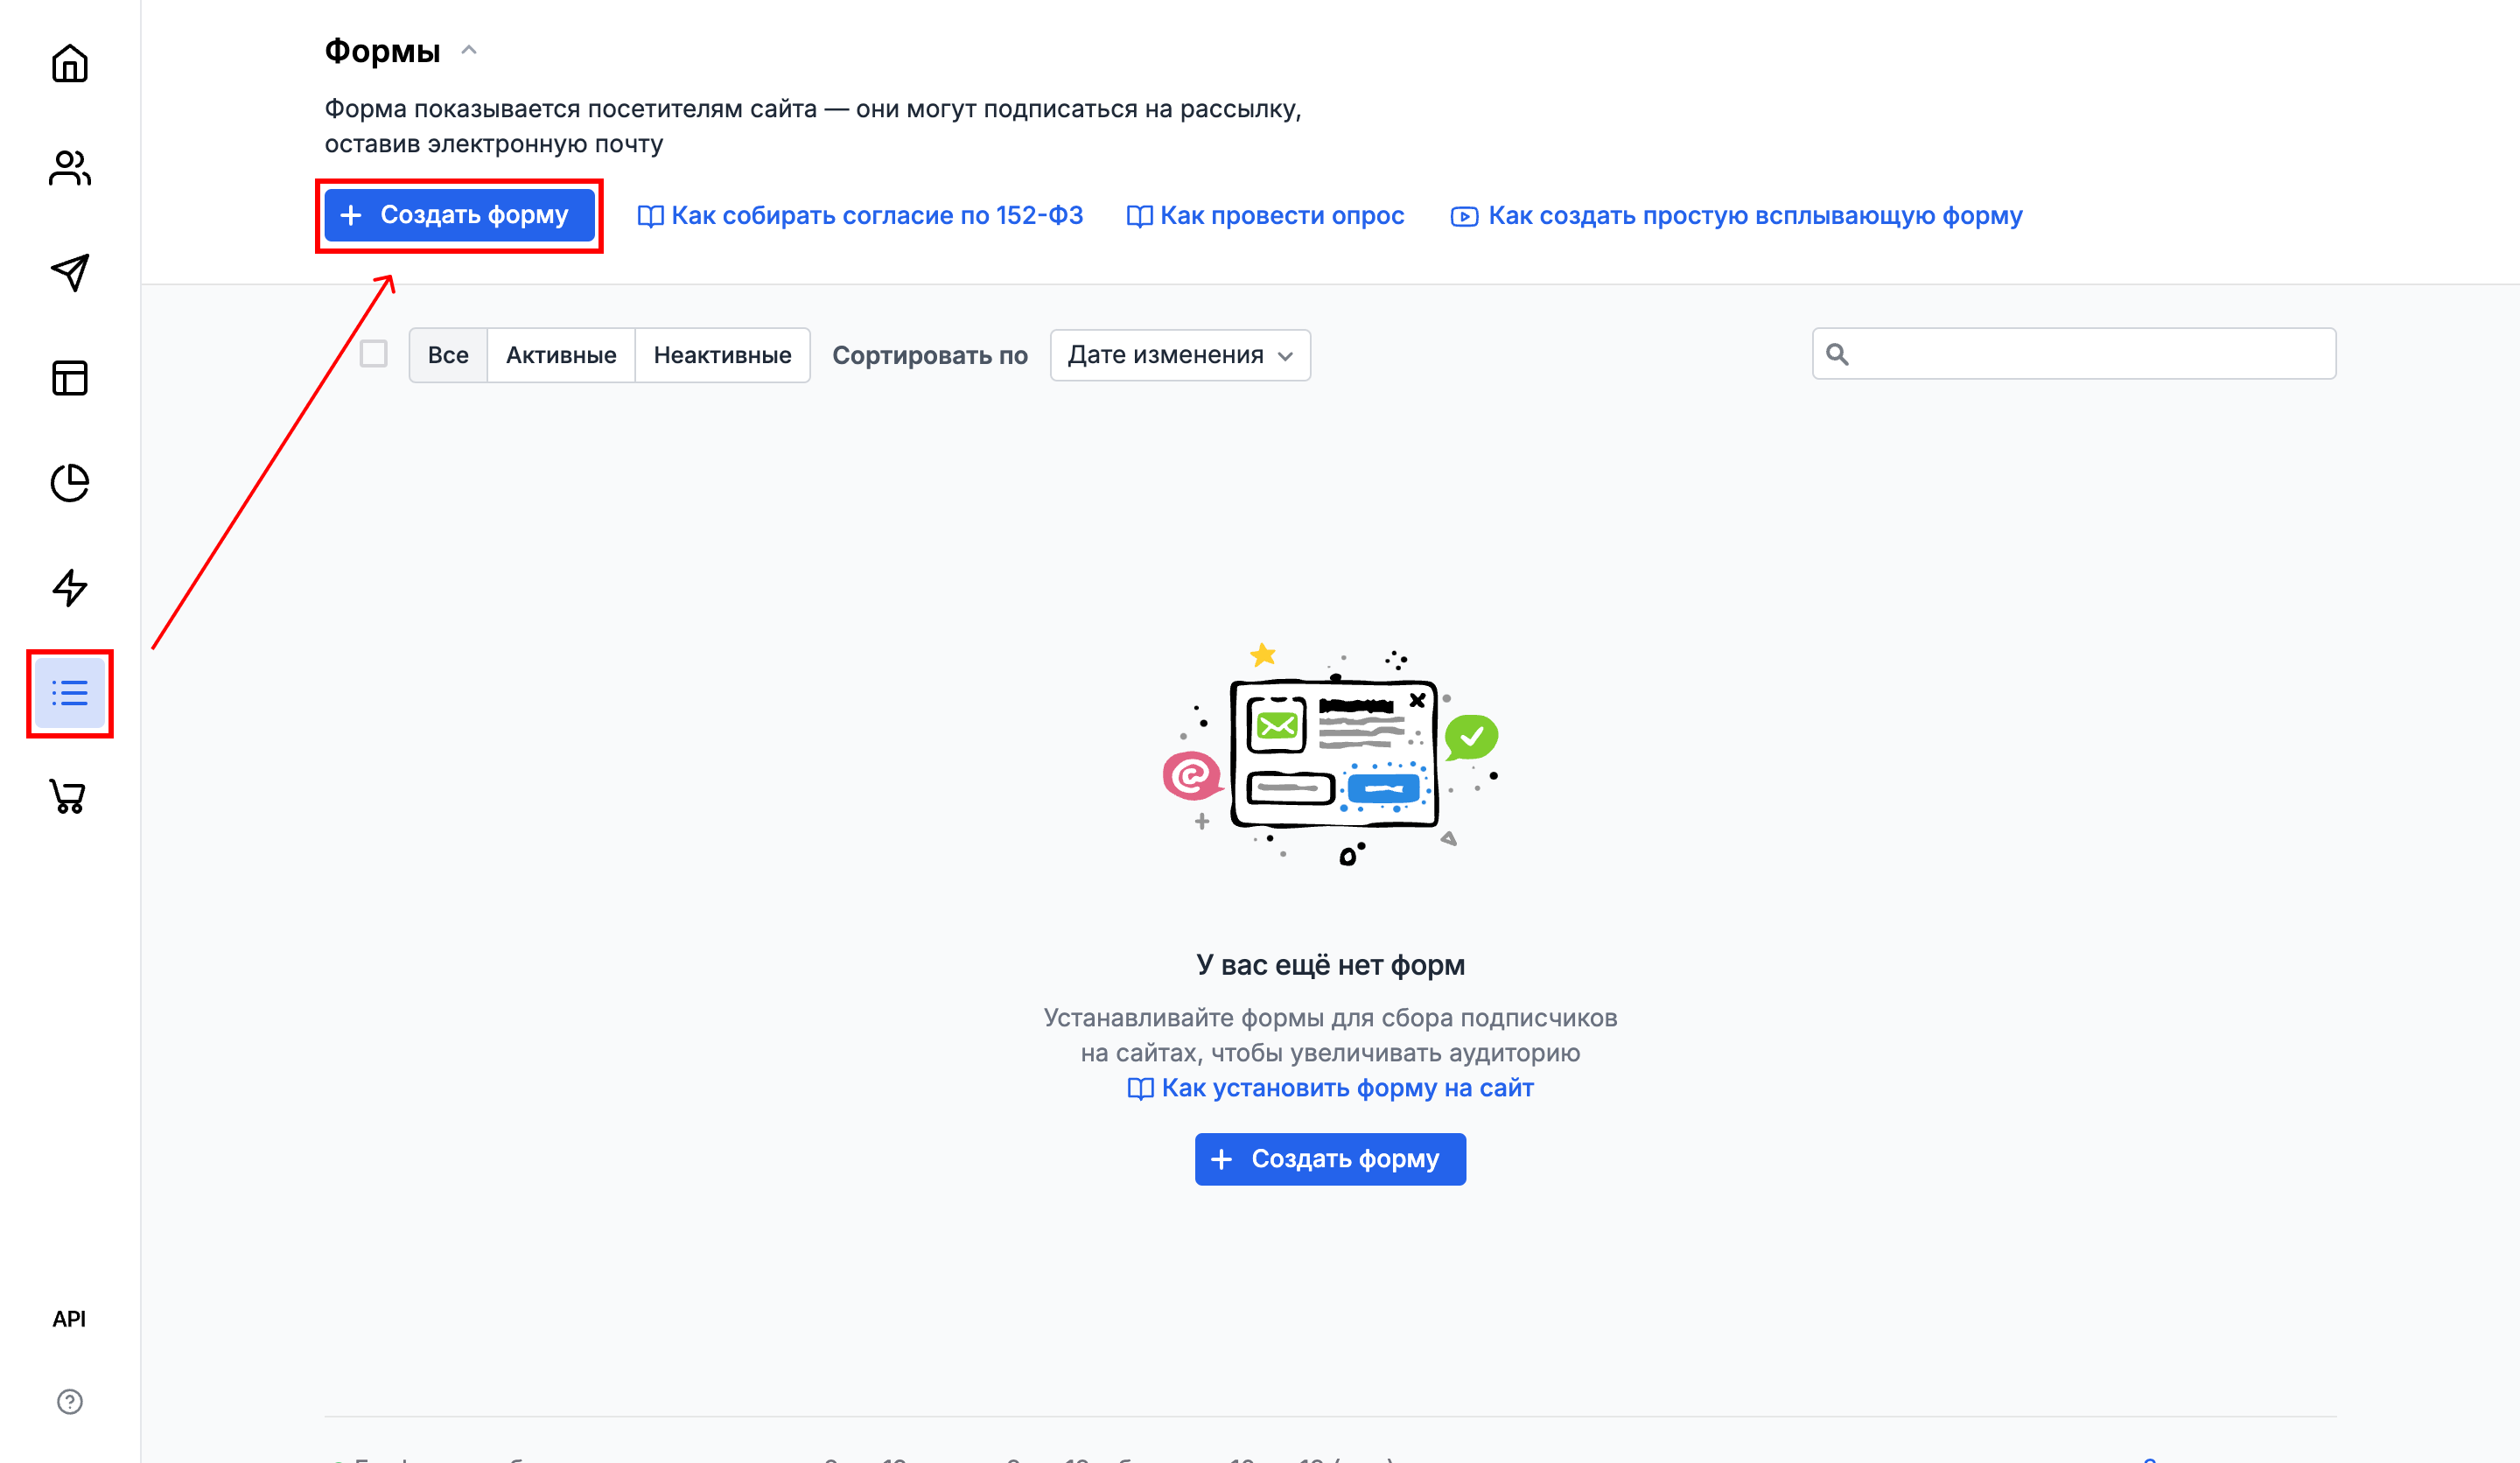 Формы
Форма показывается посетителям сайта — они могут подписаться на рассылку,
оставив электронную почту
Создать форму
Как собирать согласие по 152-ФЗ
Как провести опрос
Как создать простую всплывающую форму
Все
Активные
Неактивные
Сортировать по
Дате изменения
У вас ещё нет форм
Устанавливайте формы для сбора подписчиков
на сайтах, чтобы увеличивать аудиторию
Как установить форму на сайт
Создать форму
API